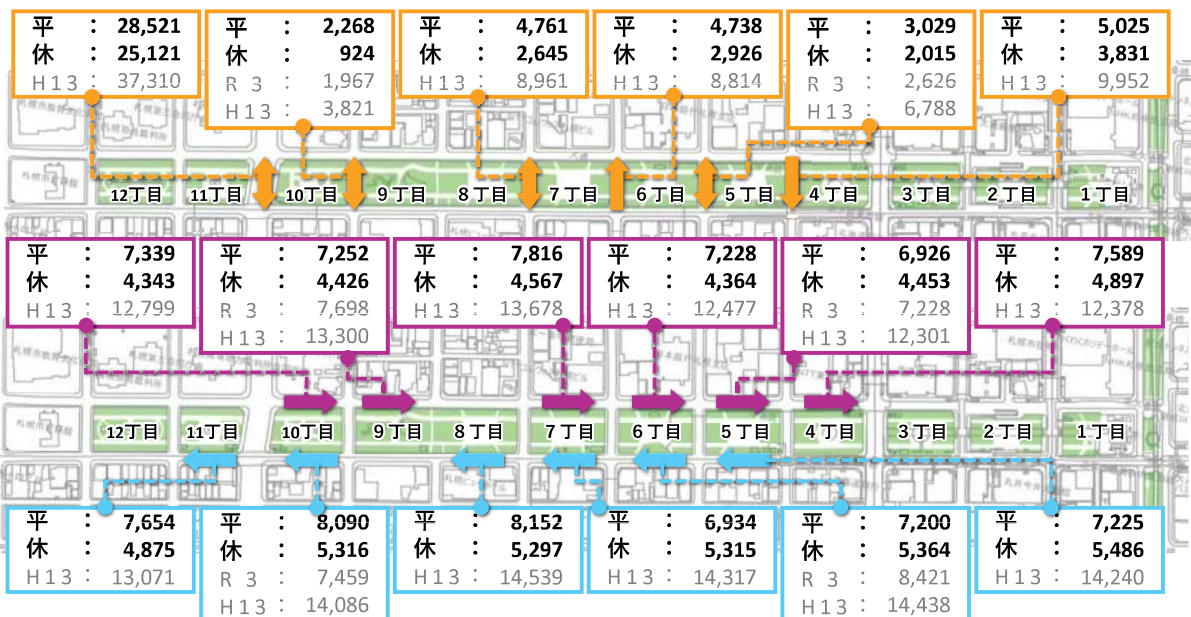 平 : 28,521
休 : 25,121
H13 : 37,310
平 : 2,268
休 : 924
R 3 : 1,967
H13 : 3,821
平 : 4,761
休 : 2,645
H13 : 8,961
平 : 4,738
休 : 2,926
H13 : 8,814
平 : 3,029
休 : 2,015
R 3 : 2,626
H13 : 6,788
平 : 5,025
休 : 3,831
H13 : 9,952
12丁目 11丁目 10丁目 9丁目 8丁目 7丁目 6丁目 5丁目 4丁目 3丁目 2丁目 1丁目
平 : 7,339
休 : 4,343
H13 : 12,799
平 : 7,252
休 : 4,426
R 3 : 7,698
H13 : 13,300
平 : 7,816
休 : 4,567
H13 : 13,678
平 : 7,228
休 : 4,364
H13 : 12,477
平 : 6,926
休 : 4,453
R 3 : 7,228
H13 : 12,301
平 : 7,589
休 : 4,897
H13 : 12,378
12丁目 11丁目 10丁目 9丁目 8丁目 7丁目 6丁目 5丁目 4丁目 3丁目 2丁目 1丁目
平 : 7,654
休 : 4,875
H13 : 13,071
平 : 8,090
休 : 5,316
R 3 : 7,459
H13 : 14,086
平 : 8,152
休 : 5,297
H13 : 14,539
平 : 6,934
休 : 5,315
H13 : 14,317
平 : 7,200
休 : 5,364
R 3 : 8,421
H13 : 14,438
平 : 7,225
休 : 5,486
H13 : 14,240